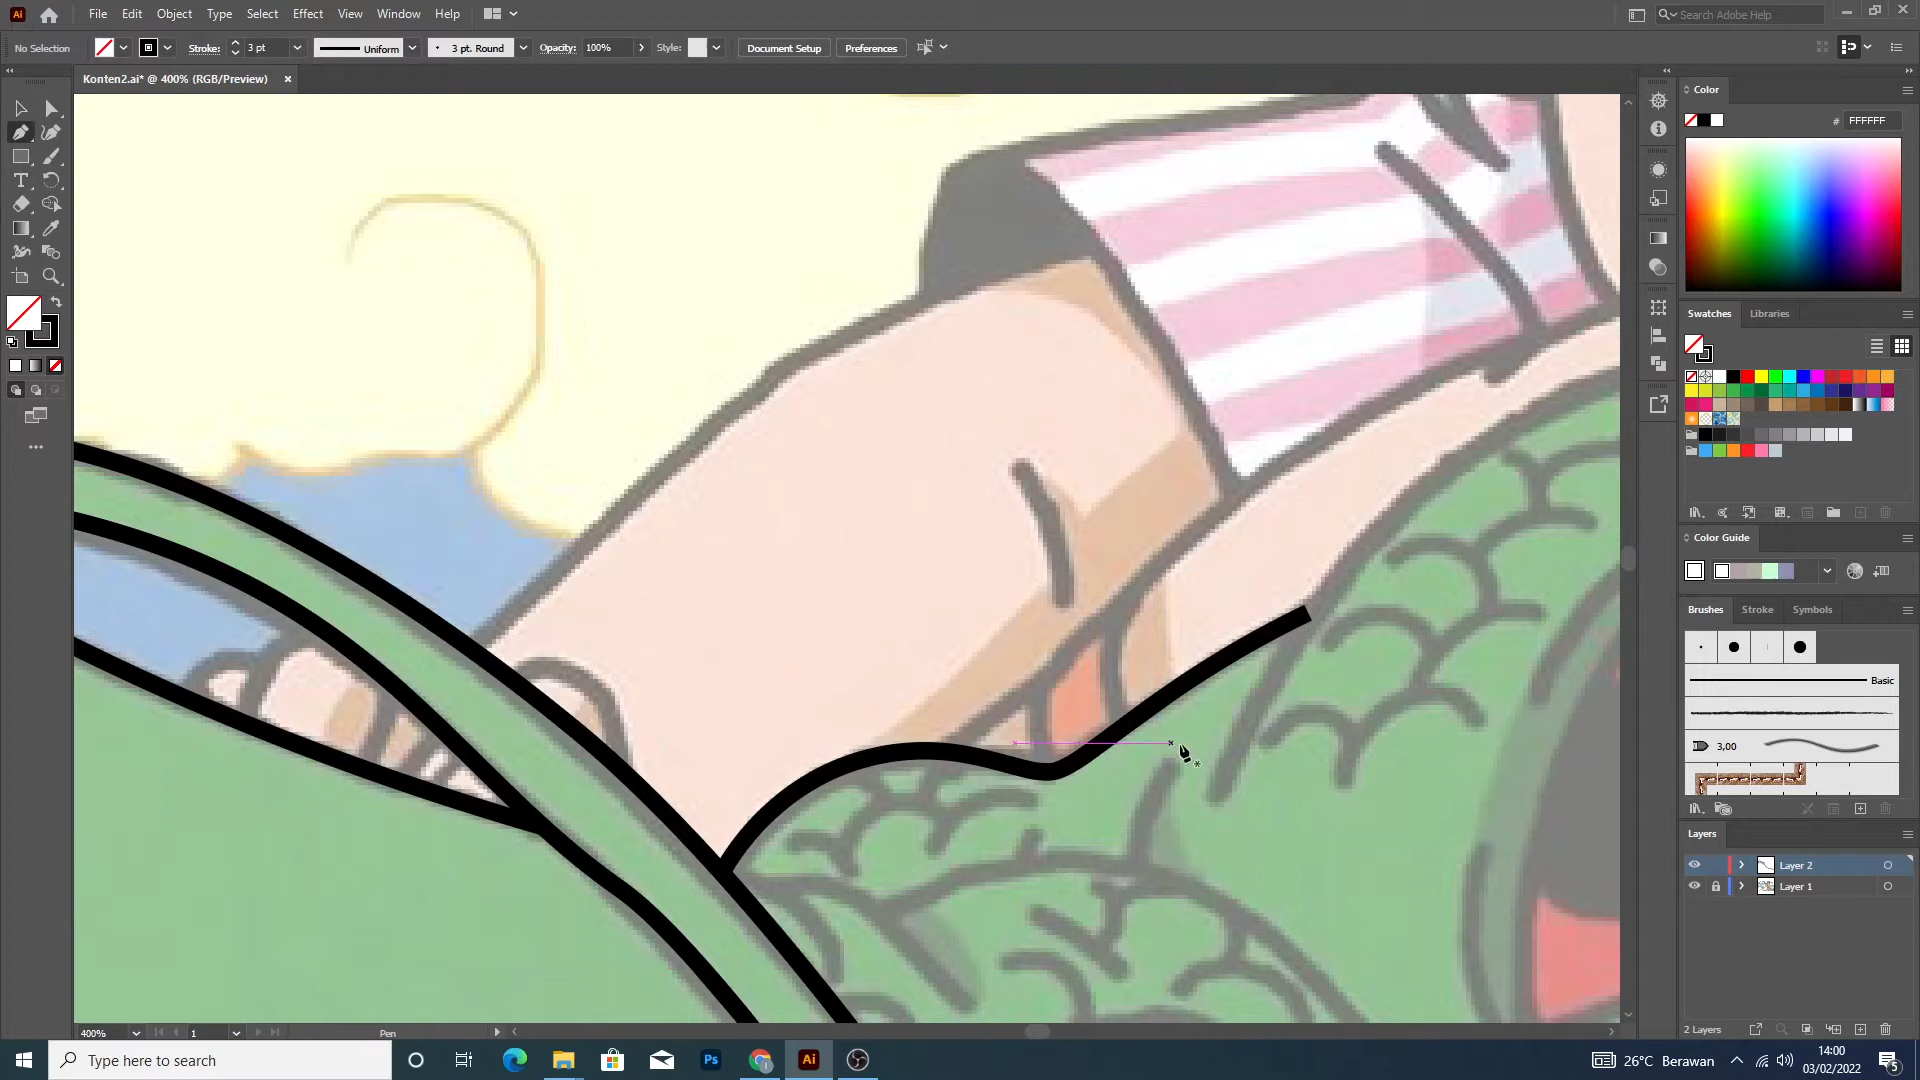 Ai File Edit Object Type Select Effect View Window Help Search Adobe Help
No Selection Stroke: 3 pt Uniform 3 pt. Round Opacity: 100% Style: Document Setup Preferences
Konten2.ai* @ 400% (RGB/Preview)
Color
# FFFFFF
Swatches Libraries
Color Guide
Brushes Stroke Symbols
Basic
3,00
Layers
Layer 2
Layer 1
2 Layers
400% 1 Pen
Type here to search
Ps Ai
26°C Berawan
14:00
03/02/2022
5